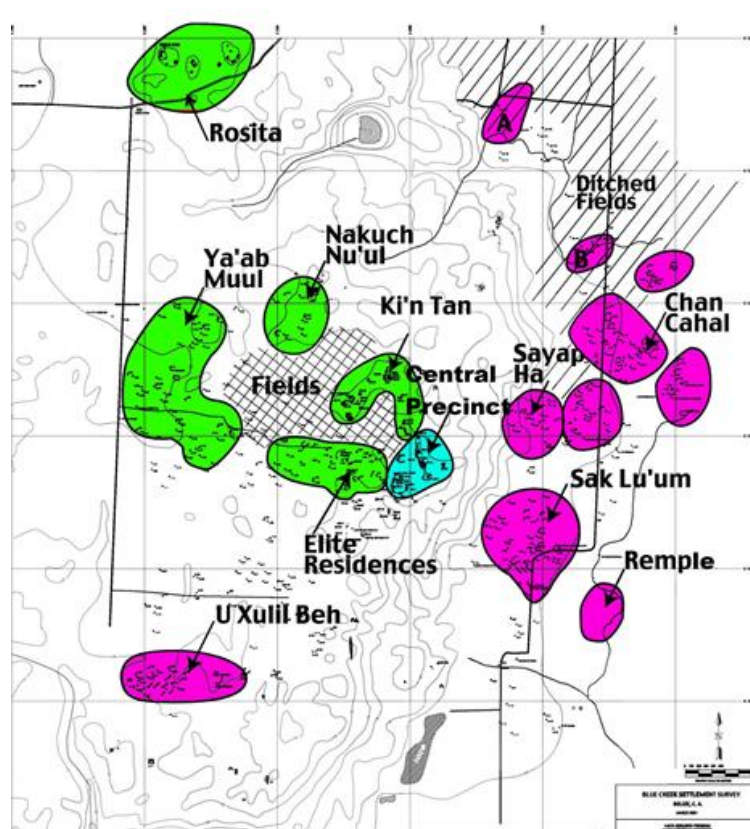 Rosita
A
Ditched
Fields
B
Nakuch
Nu'ul
Ya'ab
Muul
Ki'n Tan
Chan
Cahal
Sayap
Ha
Central
Fields
Precinct
Sak Lu'um
Elite
Residences
Remple
U Xulil Beh
BLUE CREEK SETTLEMENT SURVEY
BELIZE, C. A.